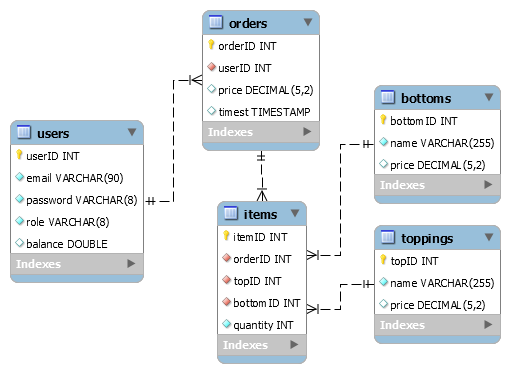 orders
orderID INT
userID INT
price DECIMAL(5,2)
timest TIMESTAMP
Indexes
users
userID INT
email VARCHAR(90)
password VARCHAR(8)
role VARCHAR(8)
balance DOUBLE
Indexes
items
itemID INT
orderID INT
topID INT
bottomID INT
quantity INT
Indexes
bottoms
bottomID INT
name VARCHAR(255)
price DECIMAL(5,2)
Indexes
toppings
topID INT
name VARCHAR(255)
price DECIMAL(5,2)
Indexes